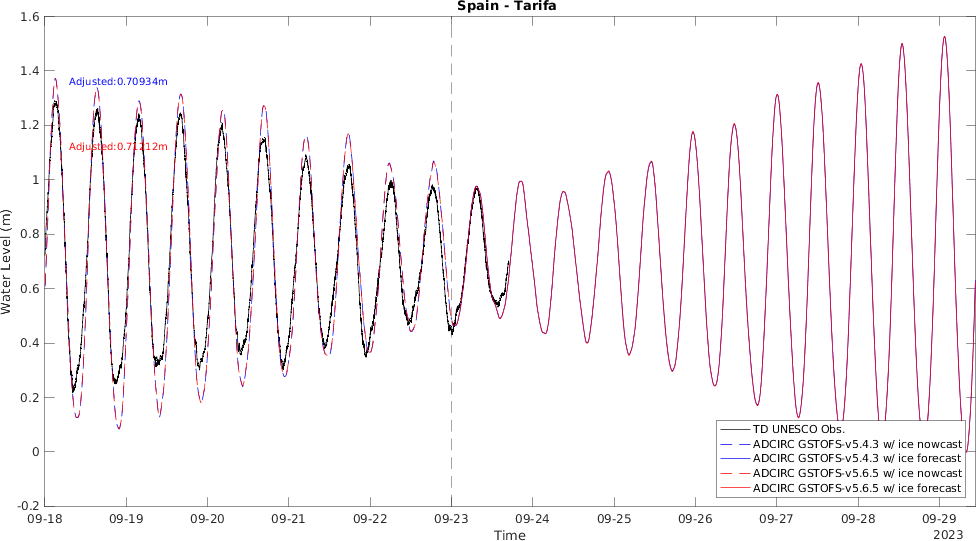 Spain - Tarifa
1.6
1.4
1.2
1
0.8
0.6
0.4
0.2
0
-0.2
Water Level (m)
Adjusted:0.70934m
Adjusted:0.71212m
TD UNESCO Obs.
ADCIRC GSTOFS-v5.4.3 w/ ice nowcast
ADCIRC GSTOFS-v5.4.3 w/ ice forecast
ADCIRC GSTOFS-v5.6.5 w/ ice nowcast
ADCIRC GSTOFS-v5.6.5 w/ ice forecast
09-18 09-19 09-20 09-21 09-22 09-23 09-24 09-25 09-26 09-27 09-28 09-29
Time
2023